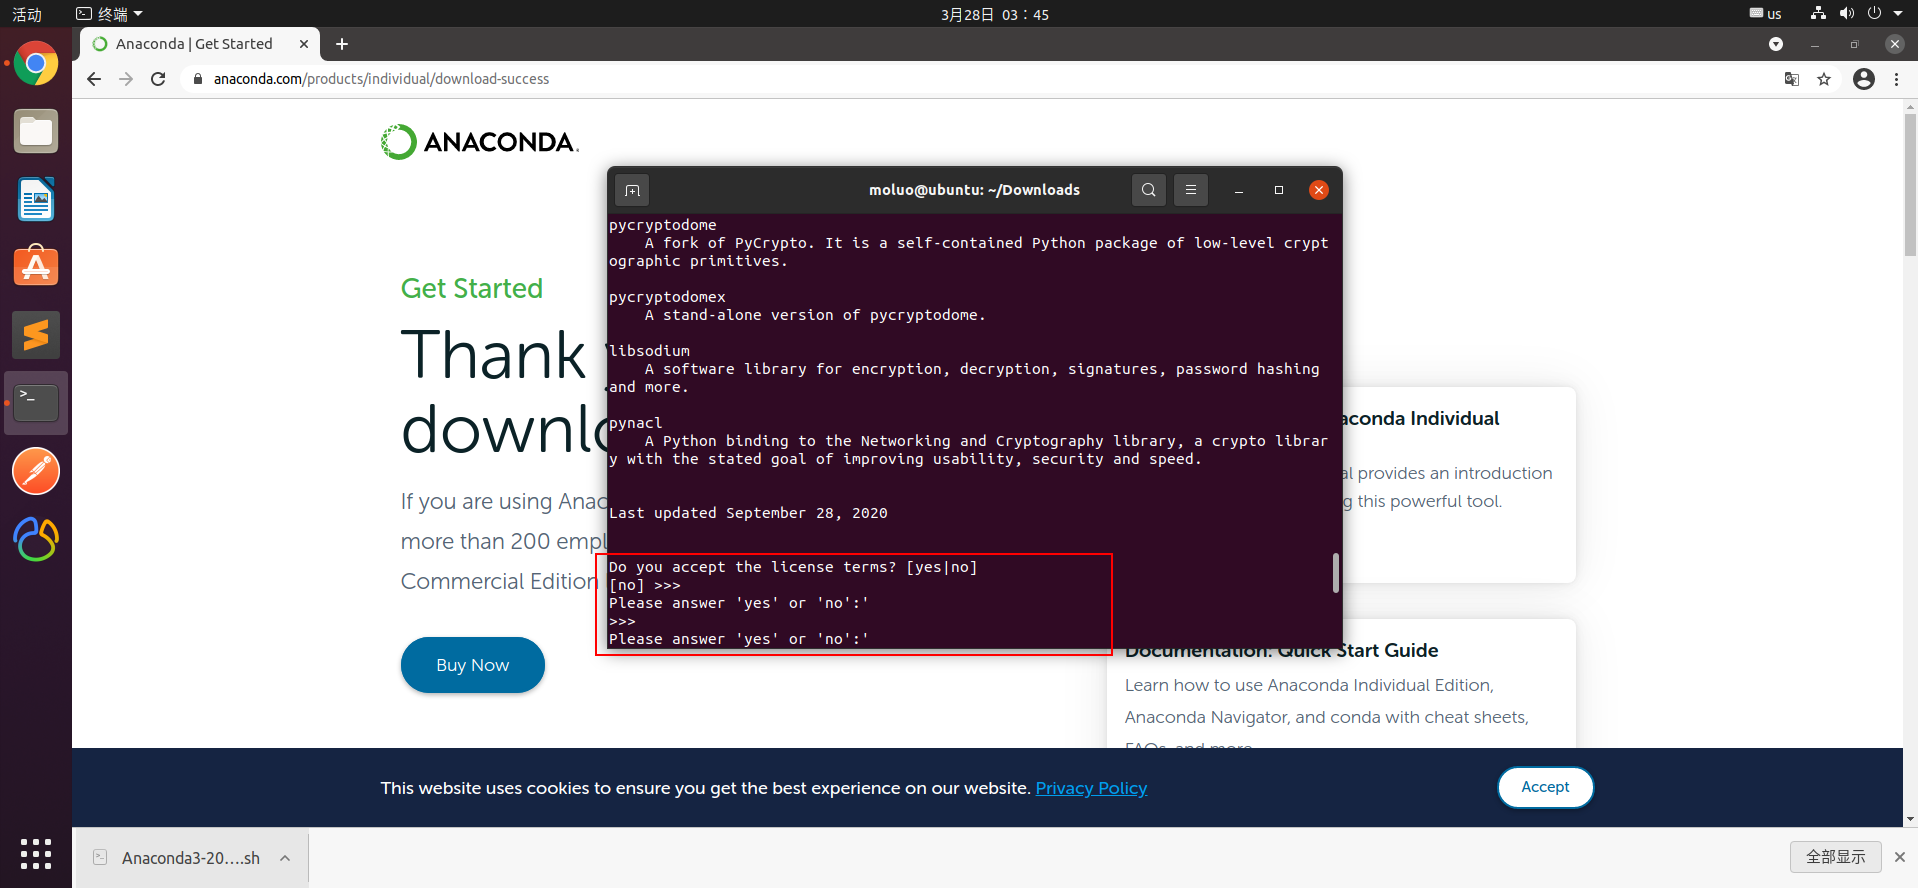 活动
终端
3月28日 03：45
us
Anaconda | Get Started
anaconda.com/products/individual/download-success
ANACONDA.
moluo@ubuntu: ~/Downloads
pycryptodome
A fork of PyCrypto. It is a self-contained Python package of low-level crypt
ographic primitives.
pycryptodomex
A stand-alone version of pycryptodome.
libsodium
A software library for encryption, decryption, signatures, password hashing
and more.
pynacl
A Python binding to the Networking and Cryptography library, a crypto librar
y with the stated goal of improving usability, security and speed.
Last updated September 28, 2020
Do you accept the license terms? [yes|no]
[no] >>>
Please answer 'yes' or 'no':'
>>>
Please answer 'yes' or 'no':'
Get Started
Thank
downlo
If you are using Anac
more than 200 empl
Commercial Edition
Buy Now
aconda Individual
al provides an introduction
g this powerful tool.
Documentation: Quick Start Guide
Learn how to use Anaconda Individual Edition,
Anaconda Navigator, and conda with cheat sheets,
FAQs, and more
This website uses cookies to ensure you get the best experience on our website. Privacy Policy
Accept
Anaconda3-20....sh
全部显示